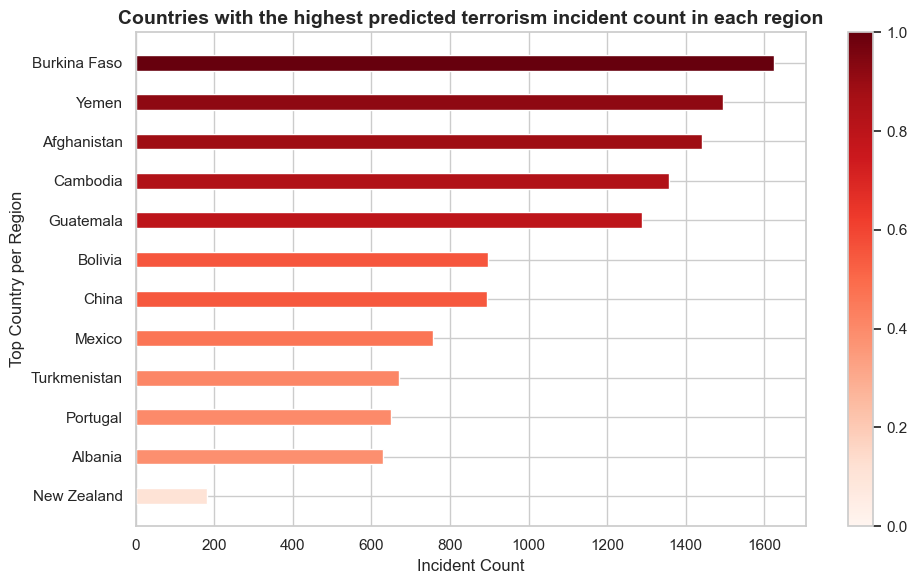 Countries with the highest predicted terrorism incident count in each region
Top Country per Region
Burkina Faso
Yemen
Afghanistan
Cambodia
Guatemala
Bolivia
China
Mexico
Turkmenistan
Portugal
Albania
New Zealand
0 200 400 600 800 1000 1200 1400 1600
Incident Count
1.0
0.8
0.6
0.4
0.2
0.0